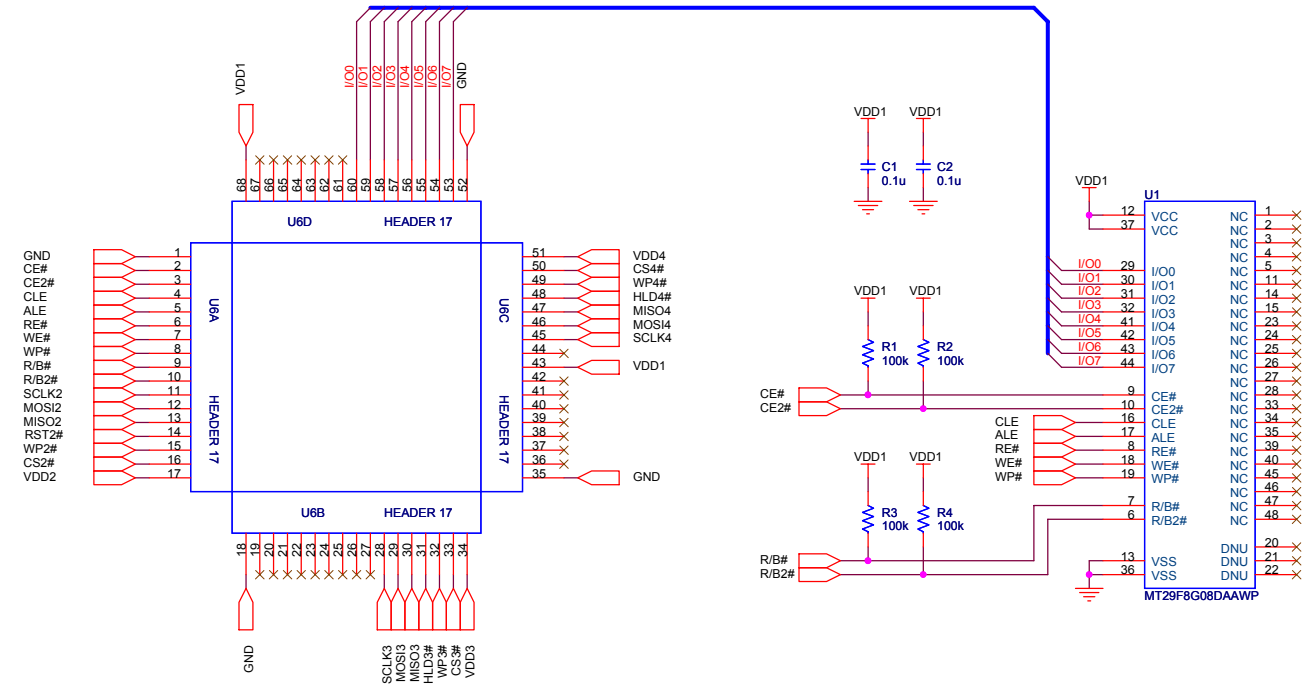 VDD1
I/O0
I/O1
I/O2
I/O3
I/O4
I/O5
I/O6
I/O7
GND
68
67
66
65
64
63
62
61
60
59
58
57
56
55
54
53
52
U6D HEADER 17
GND 1
CE# 2
CE2# 3
CLE 4
ALE 5
RE# 6
WE# 7
WP# 8
R/B# 9
R/B2# 10
SCLK2 11
MOSI2 12
MISO2 13
RST2# 14
WP2# 15
CS2# 16
VDD2 17
U6A
HEADER 17
51 VDD4
50 CS4#
49 WP4#
48 HLD4#
47 MISO4
46 MOSI4
45 SCLK4
44
43 VDD1
42
41
40
39
38
37
36
35 GND
U6C
HEADER 17
U6B HEADER 17
18
19
20
21
22
23
24
25
26
27
28
29
30
31
32
33
34
GND
SCLK3
MOSI3
MISO3
HLD3#
WP3#
CS3#
VDD3
VDD1 VDD1
C1
0.1u
C2
0.1u
VDD1 VDD1
R1
100k
R2
100k
CE#
CE2#
VDD1 VDD1
R3
100k
R4
100k
R/B#
R/B2#
CLE
ALE
RE#
WE#
WP#
VDD1
U1
12 VCC
37 VCC
I/O0 29 I/O0
I/O1 30 I/O1
I/O2 31 I/O2
I/O3 32 I/O3
I/O4 41 I/O4
I/O5 42 I/O5
I/O6 43 I/O6
I/O7 44 I/O7
9 CE#
10 CE2#
16 CLE
17 ALE
8 RE#
18 WE#
19 WP#
7 R/B#
6 R/B2#
13 VSS
36 VSS
NC 1
NC 2
NC 3
NC 4
NC 5
NC 11
NC 14
NC 15
NC 23
NC 24
NC 25
NC 26
NC 27
NC 28
NC 33
NC 34
NC 35
NC 39
NC 40
NC 45
NC 46
NC 47
NC 48
DNU 20
DNU 21
DNU 22
MT29F8G08DAAWP